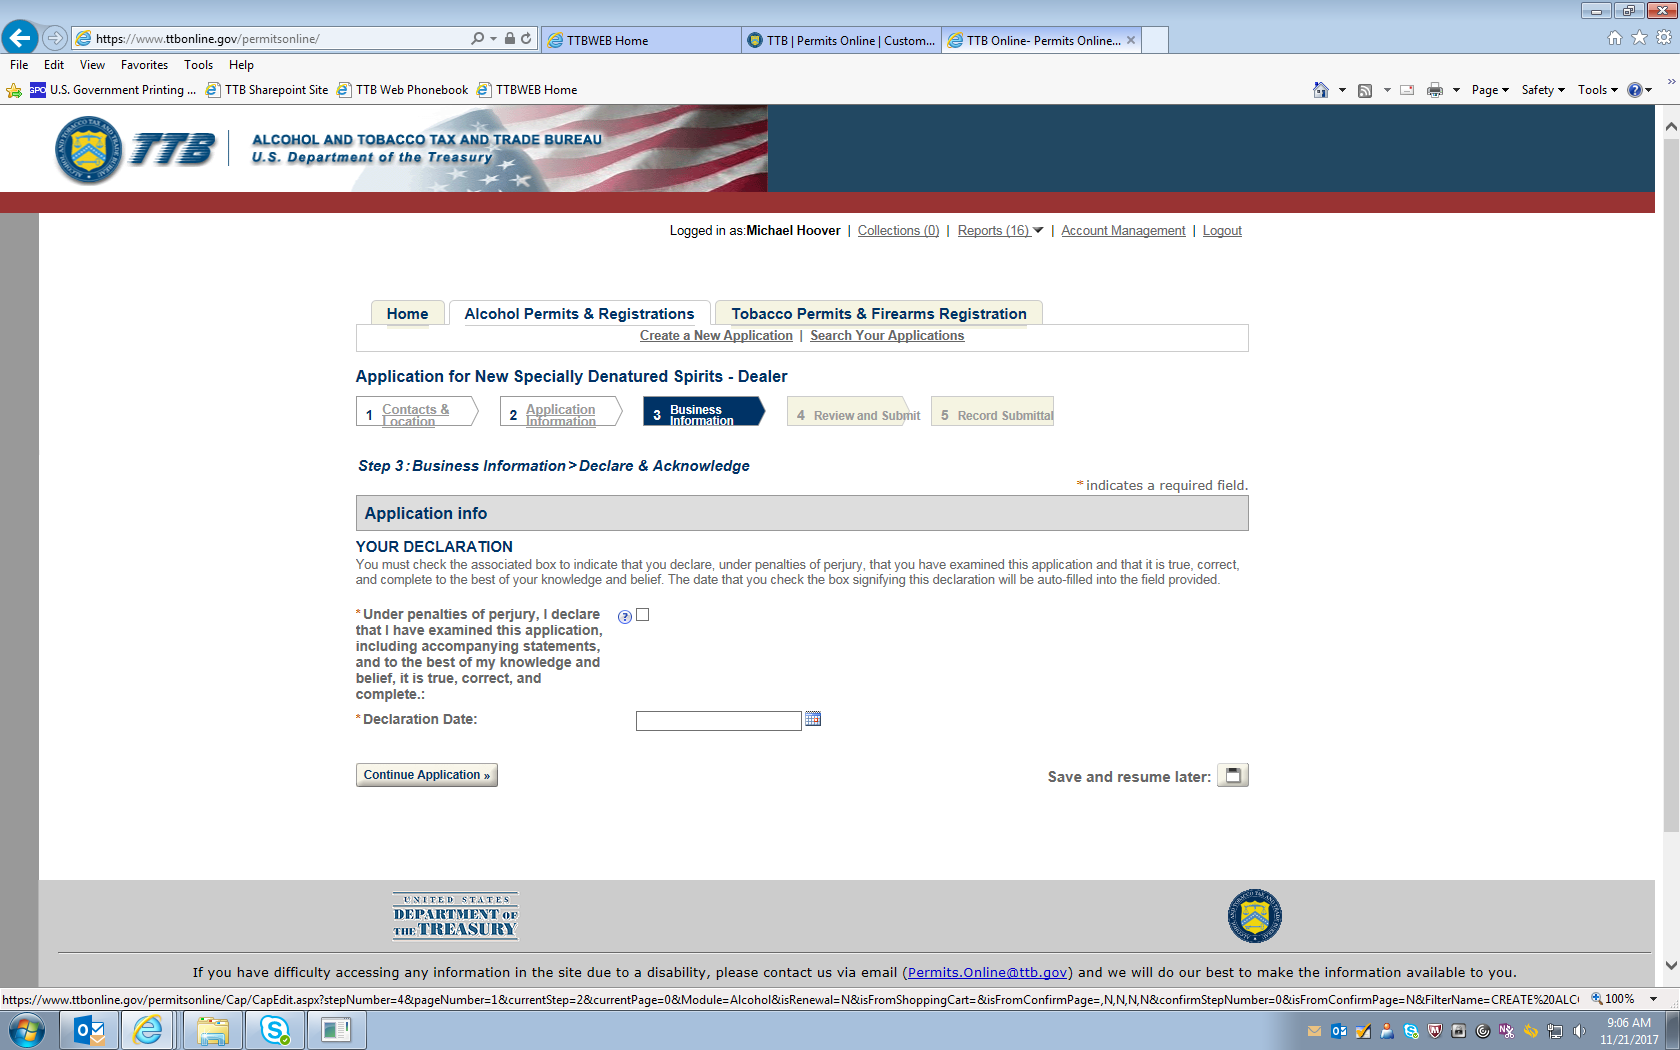 https://www.ttbonline.gov/permitsonline/
TTBWEB Home
TTB | Permits Online | Custom...
TTB Online- Permits Online...
File Edit View Favorites Tools Help
GPO U.S. Government Printing ... TTB Sharepoint Site TTB Web Phonebook TTBWEB Home
Page Safety Tools
TTB
ALCOHOL AND TOBACCO TAX AND TRADE BUREAU
U.S. Department of the Treasury
Logged in as:Michael Hoover | Collections (0) | Reports (16) | Account Management | Logout
Home Alcohol Permits & Registrations Tobacco Permits & Firearms Registration
Create a New Application | Search Your Applications
Application for New Specially Denatured Spirits - Dealer
1 Contacts & Location
2 Application Information
3 Business Information
4 Review and Submit
5 Record Submittal
Step 3: Business Information > Declare & Acknowledge
* indicates a required field.
Application info
YOUR DECLARATION
You must check the associated box to indicate that you declare, under penalties of perjury, that you have examined this application and that it is true, correct,
and complete to the best of your knowledge and belief. The date that you check the box signifying this declaration will be auto-filled into the field provided.
* Under penalties of perjury, I declare
that I have examined this application,
including accompanying statements,
and to the best of my knowledge and
belief, it is true, correct, and
complete.:
* Declaration Date:
Continue Application »
Save and resume later:
UNITED STATES
DEPARTMENT OF
THE TREASURY
If you have difficulty accessing any information in the site due to a disability, please contact us via email (Permits.Online@ttb.gov) and we will do our best to make the information available to you.
https://www.ttbonline.gov/permitsonline/Cap/CapEdit.aspx?stepNumber=4&pageNumber=1&currentStep=2&currentPage=0&Module=Alcohol&isRenewal=N&isFromShoppingCart=&isFromConfirmPage=,N,N,N,N&confirmStepNumber=0&isFromConfirmPage=N&FilterName=CREATE%20ALC
100%
9:06 AM
11/21/2017